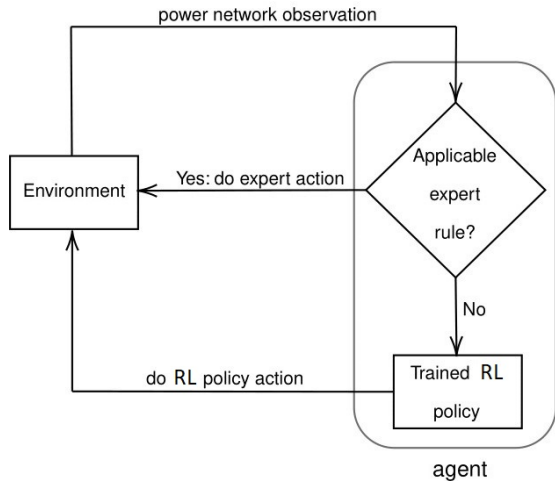 power network observation
Applicable
expert
rule?
Yes: do expert action
Environment
No
Trained RL
policy
do RL policy action
agent